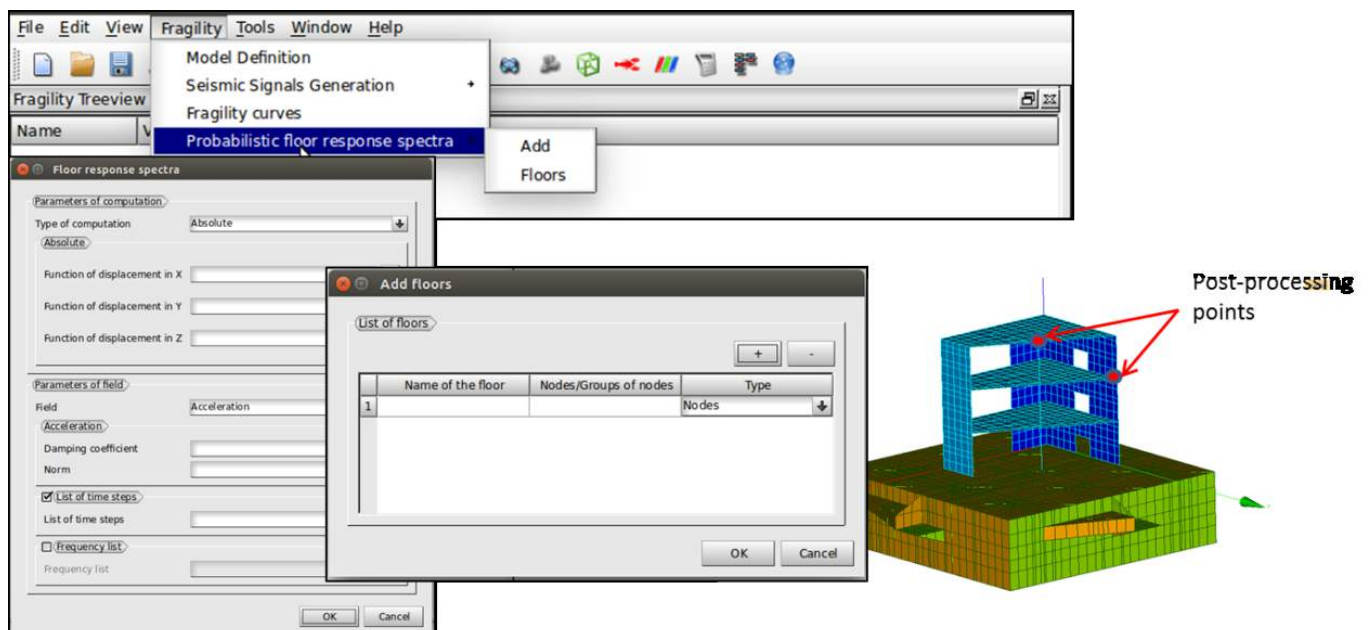 File Edit View Fragility Tools Window Help
Model Definition
Seismic Signals Generation
Fragility Treeview
Fragility curves
Name V
Probabilistic floor response spectra
Add
Floors
Floor response spectra
Parameters of computation
Type of computation Absolute
Absolute
Function of displacement in X
Function of displacement in Y
Function of displacement in Z
Parameters of field
Field Acceleration
Acceleration
Damping coefficient
Norm
List of time steps
List of time steps
Frequency list
Frequency list
OK Cancel
Add floors
List of floors
+ -
Name of the floor Nodes/Groups of nodes Type
1 Nodes
OK Cancel
Post-processing
points